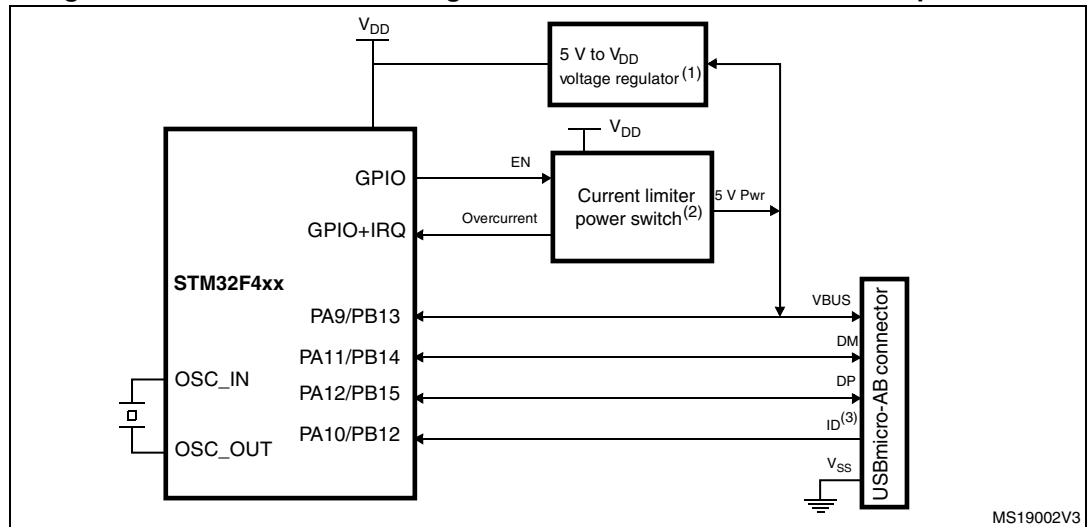 VDD
5 V to VDD
voltage regulator(1)
VDD
GPIO
EN
Current limiter
power switch(2)
5 V Pwr
GPIO+IRQ
Overcurrent
STM32F4xx
PA9/PB13
VBUS
PA11/PB14
DM
OSC_IN
PA12/PB15
DP
PA10/PB12
ID(3)
OSC_OUT
VSS
USBmicro-AB connector
MS19002V3